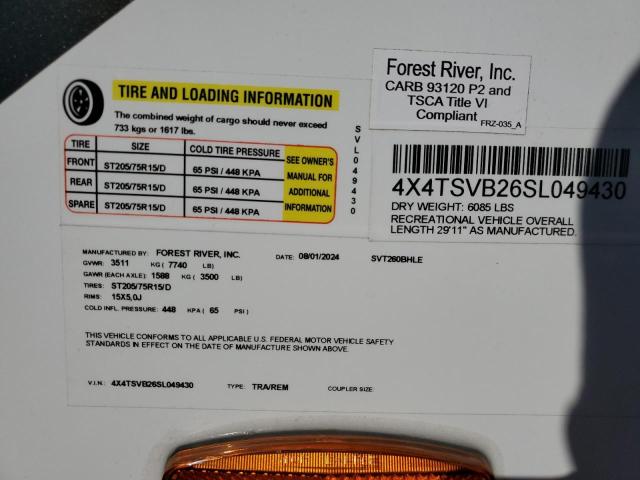 TIRE AND LOADING INFORMATION
The combined weight of cargo should never exceed
733 kgs or 1617 lbs.
TIRE SIZE COLD TIRE PRESSURE
FRONT ST205/75R15/D 65 PSI / 448 KPA
REAR ST205/75R15/D 65 PSI / 448 KPA
SPARE ST205/75R15/D 65 PSI / 448 KPA
SEE OWNER'S
MANUAL FOR
ADDITIONAL
INFORMATION
SVL049430
Forest River, Inc.
CARB 93120 P2 and
TSCA Title VI
Compliant
FRZ-035_A
4X4TSVB26SL049430
DRY WEIGHT: 6085 LBS
RECREATIONAL VEHICLE OVERALL
LENGTH 29'11" AS MANUFACTURED.
MANUFACTURED BY: FOREST RIVER, INC. DATE: 08/01/2024 SVT260BHLE
GVWR: 3511 KG ( 7740 LB)
GAWR (EACH AXLE): 1588 KG ( 3500 LB)
TIRES: ST205/75R15/D
RIMS: 15X5.0J
COLD INFL. PRESSURE: 448 KPA ( 65 PSI )
THIS VEHICLE CONFORMS TO ALL APPLICABLE U.S. FEDERAL MOTOR VEHICLE SAFETY
STANDARDS IN EFFECT ON THE DATE OF MANUFACTURE SHOWN ABOVE.
V.I.N.: 4X4TSVB26SL049430 TYPE: TRA/REM COUPLER SIZE: